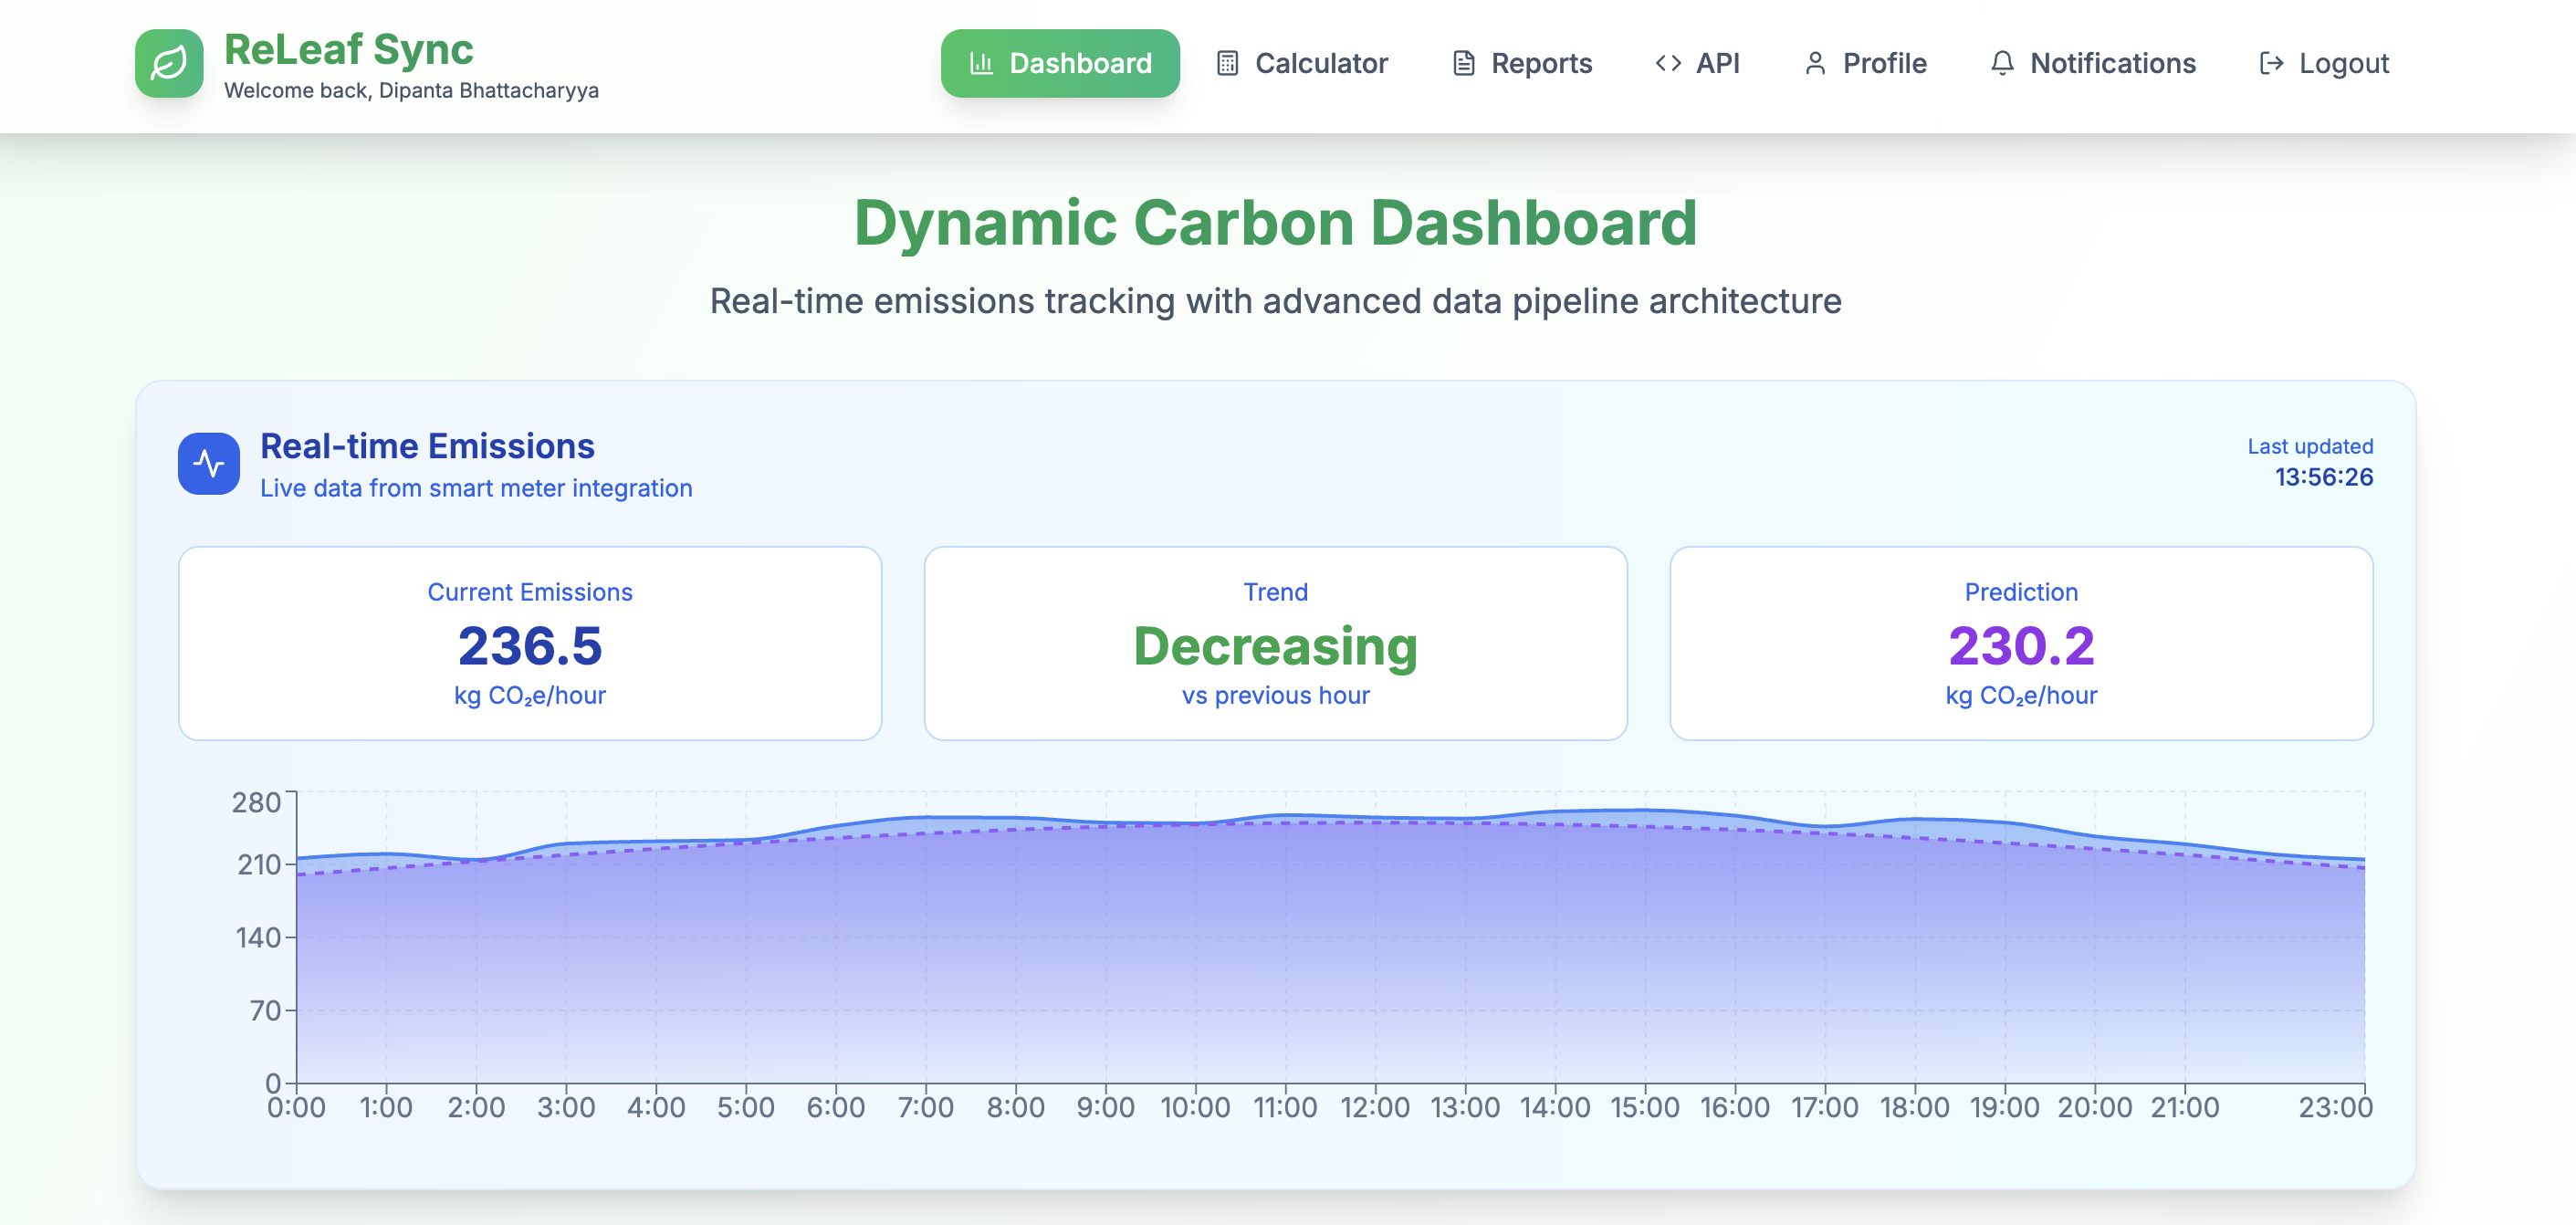 ReLeaf Sync
Welcome back, Dipanta Bhattacharyya
Dashboard
Calculator
Reports
API
Profile
Notifications
Logout
Dynamic Carbon Dashboard
Real-time emissions tracking with advanced data pipeline architecture
Real-time Emissions
Live data from smart meter integration
Last updated
13:56:26
Current Emissions
236.5
kg CO₂e/hour
Trend
Decreasing
vs previous hour
Prediction
230.2
kg CO₂e/hour
280
210
140
70
0
0:00 1:00 2:00 3:00 4:00 5:00 6:00 7:00 8:00 9:00 10:00 11:00 12:00 13:00 14:00 15:00 16:00 17:00 18:00 19:00 20:00 21:00 23:00